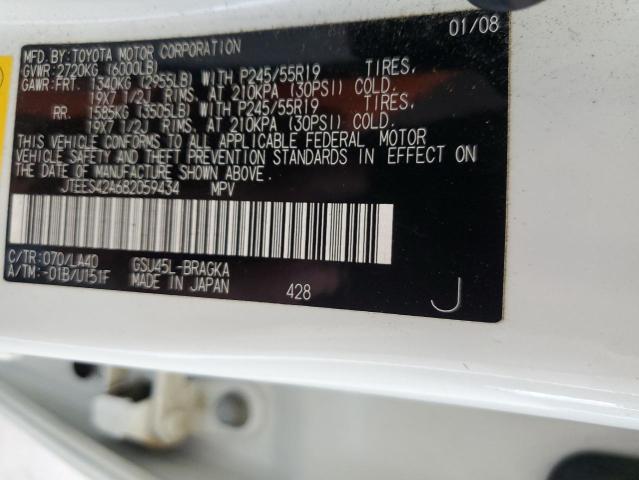 01/08
MFD.BY:TOYOTA MOTOR CORPORATION
GVWR:2720KG (6000LB)
GAWR:FRT. 1340KG (2955LB) WITH P245/55R19 TIRES,
19X7 1/2J RIMS, AT 210KPA (30PSI) COLD.
RR. 1585KG (3505LB) WITH P245/55R19 TIRES,
19X7 1/2J RIMS, AT 210KPA (30PSI) COLD.
THIS VEHICLE CONFORMS TO ALL APPLICABLE FEDERAL MOTOR
VEHICLE SAFETY AND THEFT PREVENTION STANDARDS IN EFFECT ON
THE DATE OF MANUFACTURE SHOWN ABOVE.
JTEES42A682059434 MPV
C/TR:070/LA40 GSU45L-BRAGKA
A/TM:-01B/U151F MADE IN JAPAN 428 J